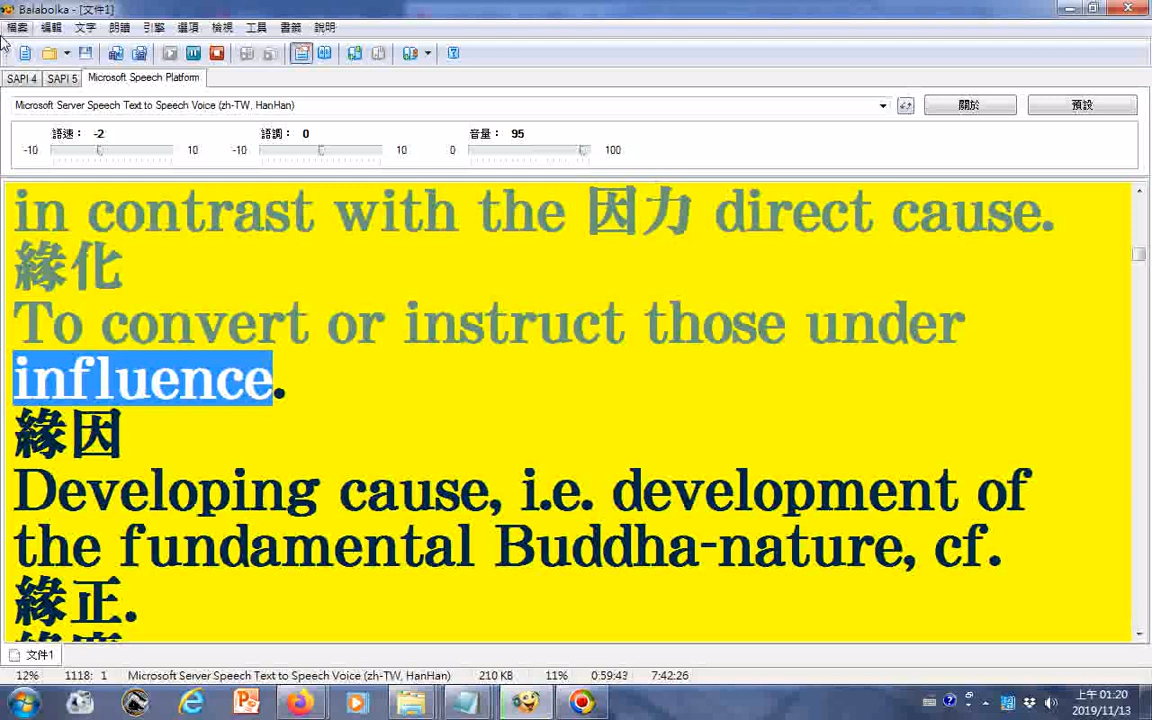 Balabolka - [文件1]
檔案 編輯 文字 朗讀 引擎 選項 檢視 工具 書籤 說明
SAPI 4 SAPI 5 Microsoft Speech Platform
Microsoft Server Speech Text to Speech Voice (zh-TW, HanHan) 關於 預設
語速： -2 語調： 0 音量： 95
-10 10 -10 10 0 100
in contrast with the 因力 direct cause.
緣化
To convert or instruct those under
influence.
緣因
Developing cause, i.e. development of
the fundamental Buddha-nature, cf.
緣正.
文件1
12% 1118: 1 Microsoft Server Speech Text to Speech Voice (zh-TW, HanHan) 210 KB 11% 0:59:43 7:42:26
上午 01:20
2019/11/13